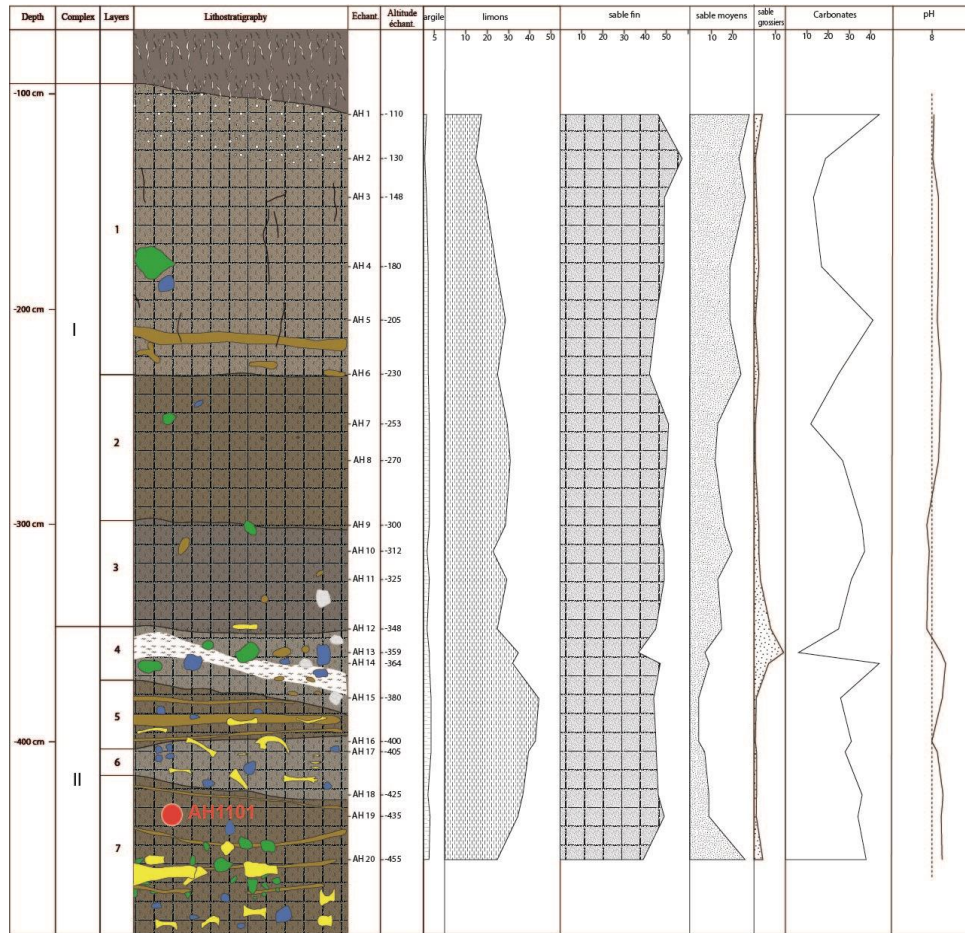 Depth Complex Layers Lithostratigraphy Echant. Altitude échant. argile limons sable fin sable moyens sable grossiers Carbonates pH
5 10 20 30 40 50 10 20 30 40 50 10 20 10 10 20 30 40 8
-100 cm
AH 1 -110
AH 2 -130
AH 3 -148
1
AH 4 -180
-200 cm
AH 5 -205
I
AH 6 -230
AH 7 -253
2
AH 8 -270
-300 cm
AH 9 -300
AH 10 -312
3
AH 11 -325
AH 12 -348
4
AH 13 -359
AH 14 -364
AH 15 -380
5
-400 cm
AH 16 -400
AH 17 -405
6
II
AH 18 -425
AH1101
AH 19 -435
7
AH 20 -455